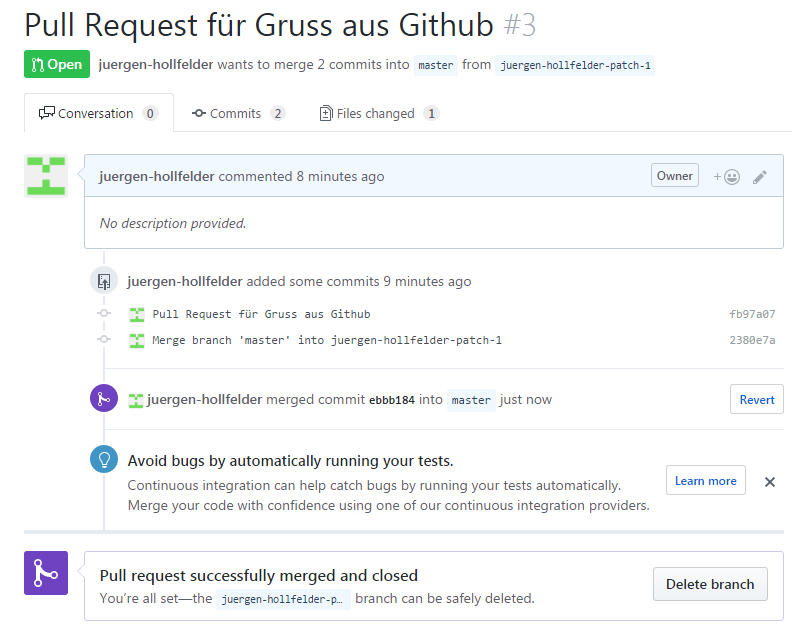 Pull Request für Gruss aus Github #3
Open juergen-hollfelder wants to merge 2 commits into master from juergen-hollfelder-patch-1
Conversation 0 Commits 2 Files changed 1
juergen-hollfelder commented 8 minutes ago Owner +
No description provided.
juergen-hollfelder added some commits 9 minutes ago
Pull Request für Gruss aus Github fb97a07
Merge branch 'master' into juergen-hollfelder-patch-1 2380e7a
juergen-hollfelder merged commit ebbb184 into master just now Revert
Avoid bugs by automatically running your tests.
Continuous integration can help catch bugs by running your tests automatically. Learn more
Merge your code with confidence using one of our continuous integration providers.
Pull request successfully merged and closed
You're all set—the juergen-hollfelder-p… branch can be safely deleted. Delete branch